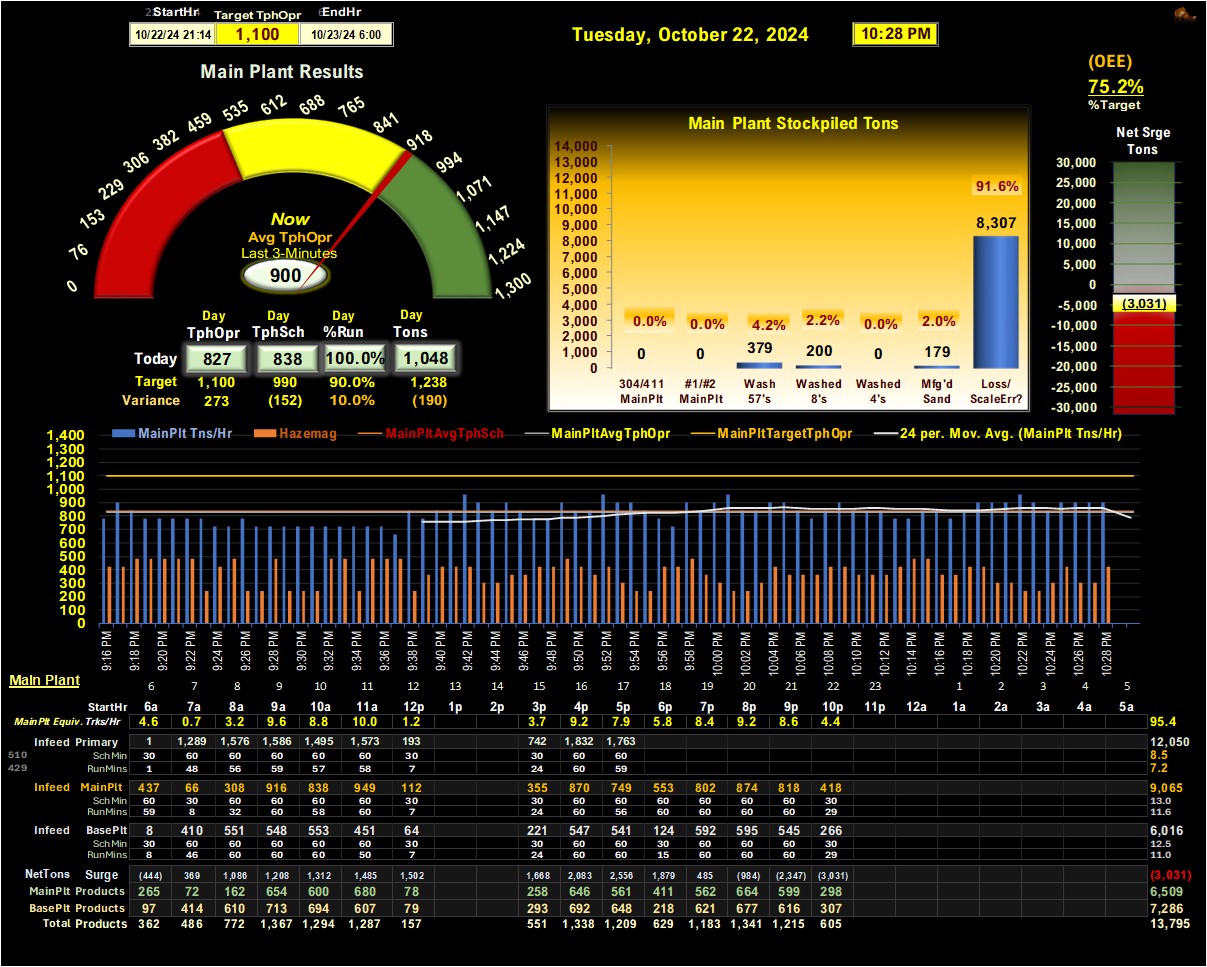 StartHr Target TphOpr EndHr
10/22/24 21:14 1,100 10/23/24 6:00
Tuesday, October 22, 2024 10:28 PM
(OEE)
75.2%
%Target
Main Plant Results
0 76 153 229 306 382 459 535 612 688 765 841 918 994 1,071 1,147 1,224 1,300
Now
Avg TphOpr
Last 3-Minutes
900
Day Day Day Day
TphOpr TphSch %Run Tons
Today 827 838 100.0% 1,048
Target 1,100 990 90.0% 1,238
Variance 273 (152) 10.0% (190)
Main Plant Stockpiled Tons
14,000
13,000
12,000
11,000
10,000
9,000
8,000
7,000
6,000
5,000
4,000
3,000
2,000
1,000
0
0.0% 0.0% 4.2% 2.2% 0.0% 2.0% 91.6%
0 0 379 200 0 179 8,307
304/411 #1/#2 Wash Washed Washed Mfg'd Loss/
MainPlt MainPlt 57's 8's 4's Sand ScaleErr?
Net Srge
Tons
30,000
25,000
20,000
15,000
10,000
5,000
0
-5,000
-10,000
-15,000
-20,000
-25,000
-30,000
(3,031)
MainPlt Tns/Hr Hazemag MainPltAvgTphSch MainPltAvgTphOpr MainPltTargetTphOpr 24 per. Mov. Avg. (MainPlt Tns/Hr)
1,400
1,300
1,200
1,100
1,000
900
800
700
600
500
400
300
200
100
0
9:16 PM 9:18 PM 9:20 PM 9:22 PM 9:24 PM 9:26 PM 9:28 PM 9:30 PM 9:32 PM 9:34 PM 9:36 PM 9:38 PM 9:40 PM 9:42 PM 9:44 PM 9:46 PM 9:48 PM 9:50 PM 9:52 PM 9:54 PM 9:56 PM 9:58 PM 10:00 PM 10:02 PM 10:04 PM 10:06 PM 10:08 PM 10:10 PM 10:12 PM 10:14 PM 10:16 PM 10:18 PM 10:20 PM 10:22 PM 10:24 PM 10:26 PM 10:28 PM
Main Plant 6 7 8 9 10 11 12 13 14 15 16 17 18 19 20 21 22 23 1 2 3 4 5
StartHr 6a 7a 8a 9a 10a 11a 12p 1p 2p 3p 4p 5p 6p 7p 8p 9p 10p 11p 12a 1a 2a 3a 4a 5a
MainPlt Equiv. Trks/Hr 4.6 0.7 3.2 9.6 8.8 10.0 1.2 3.7 9.2 7.9 5.8 8.4 9.2 8.6 4.4 95.4
Infeed Primary 1 1,289 1,576 1,586 1,495 1,573 193 742 1,832 1,763 12,050
510 Sch Min 30 60 60 60 60 60 30 30 60 60 8.5
429 RunMins 1 48 56 59 57 58 7 24 60 59 7.2
Infeed MainPlt 437 66 308 916 838 949 112 355 870 749 553 802 874 818 418 9,065
Sch Min 60 30 60 60 60 60 30 30 60 60 60 60 60 60 30 13.0
RunMins 59 8 32 60 58 60 7 24 60 56 60 60 60 60 29 11.6
Infeed BasePlt 8 410 551 548 553 451 64 221 547 541 124 592 595 545 266 6,016
Sch Min 30 60 60 60 60 60 30 30 60 60 30 60 60 60 30 12.5
RunMins 8 46 60 60 60 50 7 24 60 60 15 60 60 60 29 11.0
NetTons Surge (444) 369 1,086 1,208 1,312 1,485 1,502 1,668 2,083 2,556 1,879 485 (984) (2,347) (3,031) (3,031)
MainPlt Products 265 72 162 654 600 680 78 258 646 561 411 562 664 599 298 6,509
BasePlt Products 97 414 610 713 694 607 79 293 692 648 218 621 677 616 307 7,286
Total Products 362 486 772 1,367 1,294 1,287 157 551 1,338 1,209 629 1,183 1,341 1,215 605 13,795